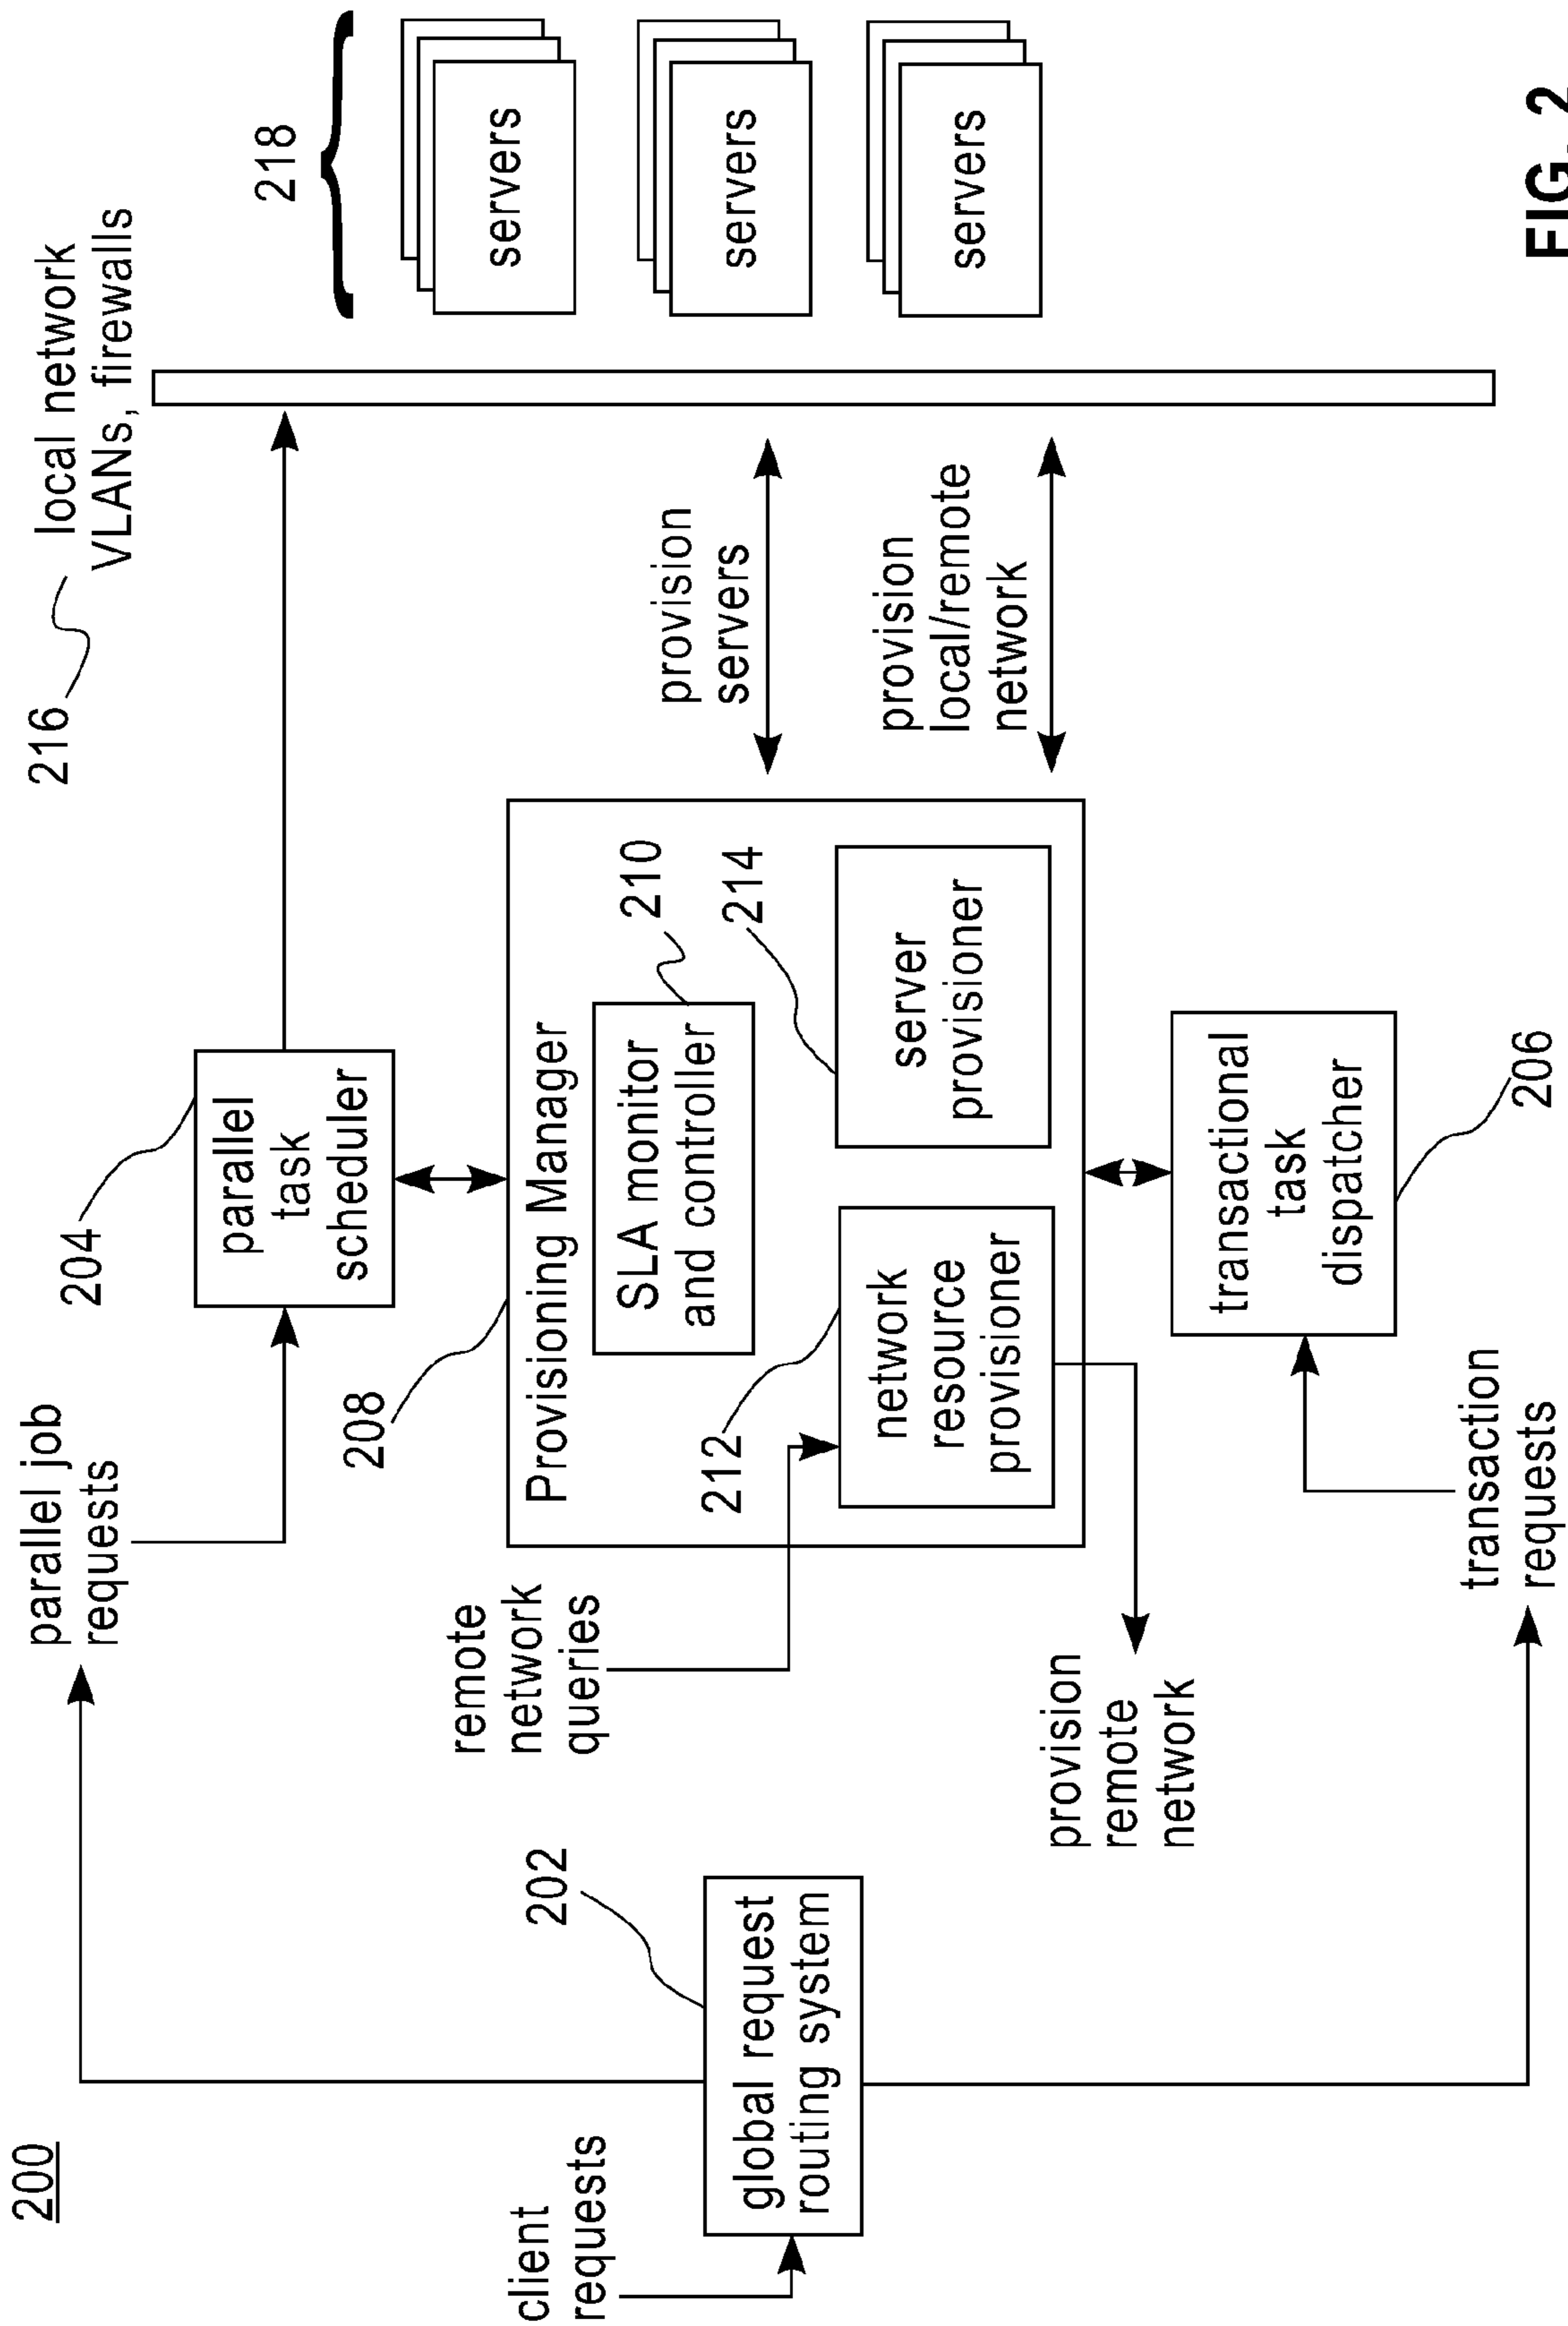 200
client
requests
global request
routing system
202
parallel job
requests
remote
network
queries
provision
remote
network
transaction
requests
204
parallel
task
scheduler
208
Provisioning Manager
SLA monitor
and controller
210
212
network
resource
provisioner
214
server
provisioner
transactional
task
dispatcher
206
216
local network
VLANs, firewalls
provision
servers
provision
local/remote
network
218
servers
servers
servers
FIG. 2